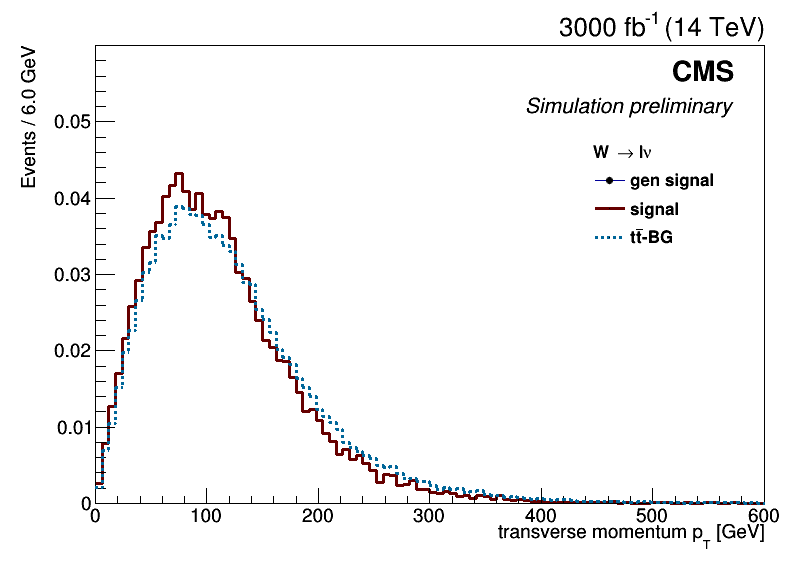 3000 fb⁻¹ (14 TeV)
CMS
Simulation preliminary
W → lν
gen signal
signal
tt̄-BG
Events / 6.0 GeV
0.05
0.04
0.03
0.02
0.01
0
0 100 200 300 400 500 600
transverse momentum p_T [GeV]